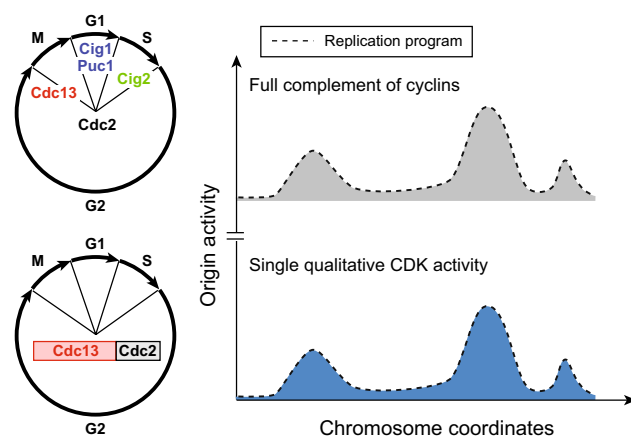 G1
M
S
Cig1
Puc1
Cig2
Cdc13
Cdc2
G2
G1
M
S
Cdc13 Cdc2
G2
Replication program
Full complement of cyclins
Single qualitative CDK activity
Origin activity
Chromosome coordinates